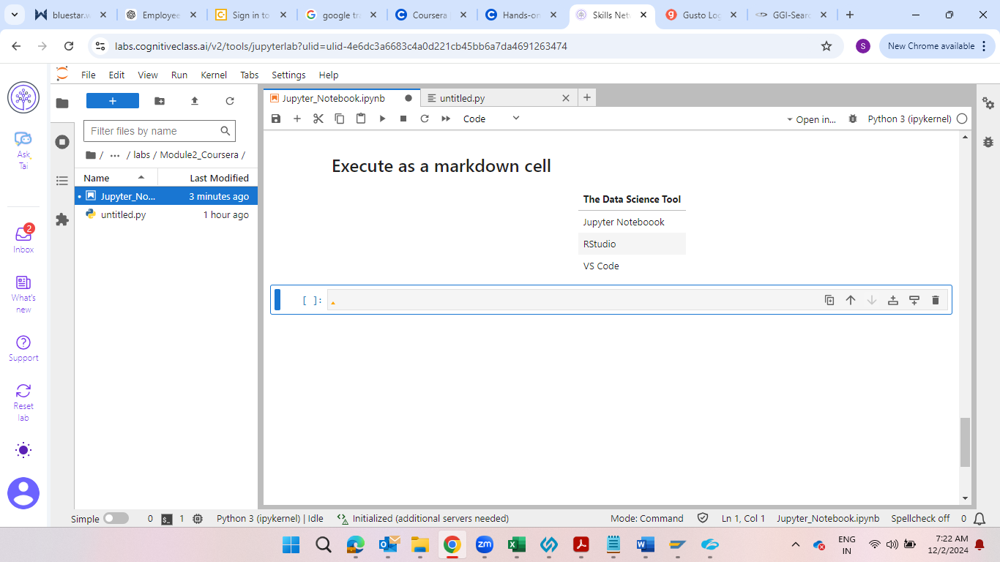 bluestar.w
Employee
Sign in to
google tra
Coursera
Hands-on
Skills Net
Gusto Log
GGI-Searc
labs.cognitiveclass.ai/v2/tools/jupyterlab?ulid=ulid-4e6dc3a6683c4a0d221cb45bb6a7da4691263474
S
New Chrome available
File Edit View Run Kernel Tabs Settings Help
Ask
Tai
2
Inbox
What's
new
Support
Reset
lab
Filter files by name
/ ··· / labs / Module2_Coursera /
Name Last Modified
Jupyter_No... 3 minutes ago
untitled.py 1 hour ago
Jupyter_Notebook.ipynb
untitled.py
Code
Open in...
Python 3 (ipykernel)
Execute as a markdown cell
The Data Science Tool
Jupyter Noteboook
RStudio
VS Code
[ ]:
Simple 0 1 Python 3 (ipykernel) | Idle Initialized (additional servers needed) Mode: Command Ln 1, Col 1 Jupyter_Notebook.ipynb Spellcheck off 0
zm
ENG
IN
7:22 AM
12/2/2024